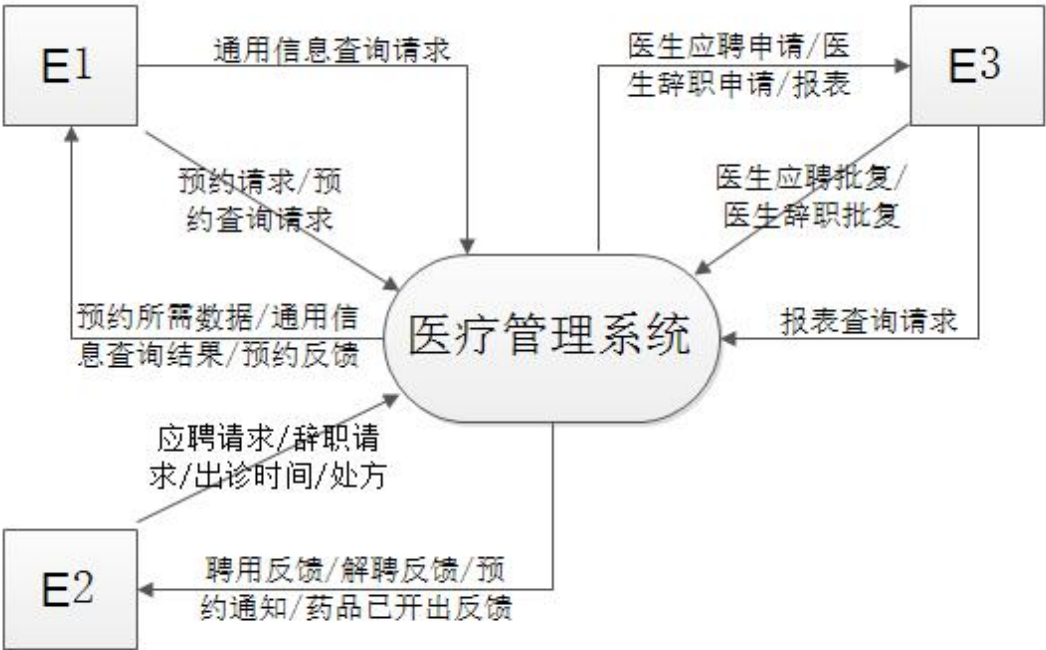 E1
通用信息查询请求
医生应聘申请/医
生辞职申请/报表
E3
预约请求/预
约查询请求
医生应聘批复/
医生辞职批复
预约所需数据/通用信
息查询结果/预约反馈
医疗管理系统
报表查询请求
应聘请求/辞职请
求/出诊时间/处方
E2
聘用反馈/解聘反馈/预
约通知/药品已开出反馈